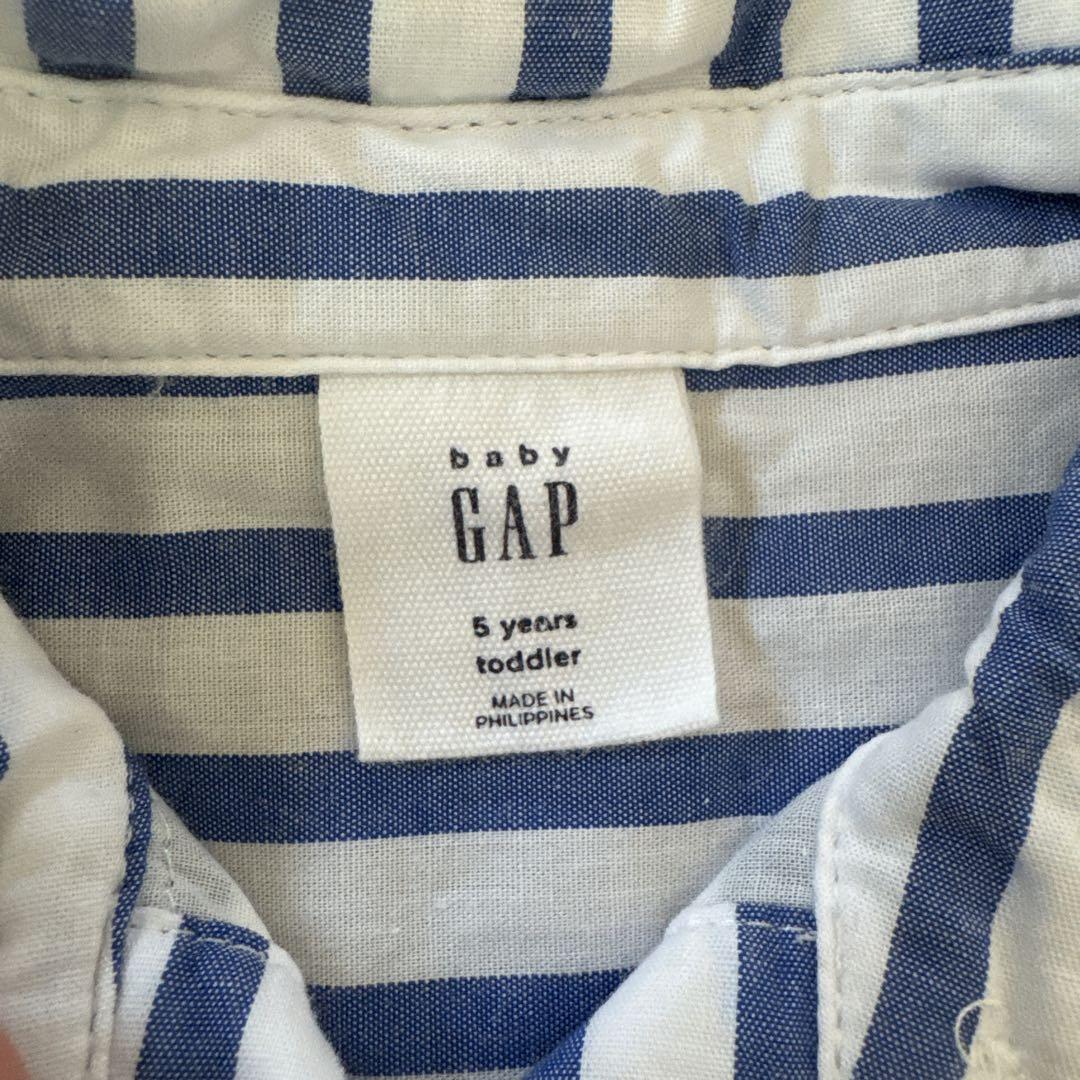 baby
GAP
5 years
toddler
MADE IN
PHILIPPINES